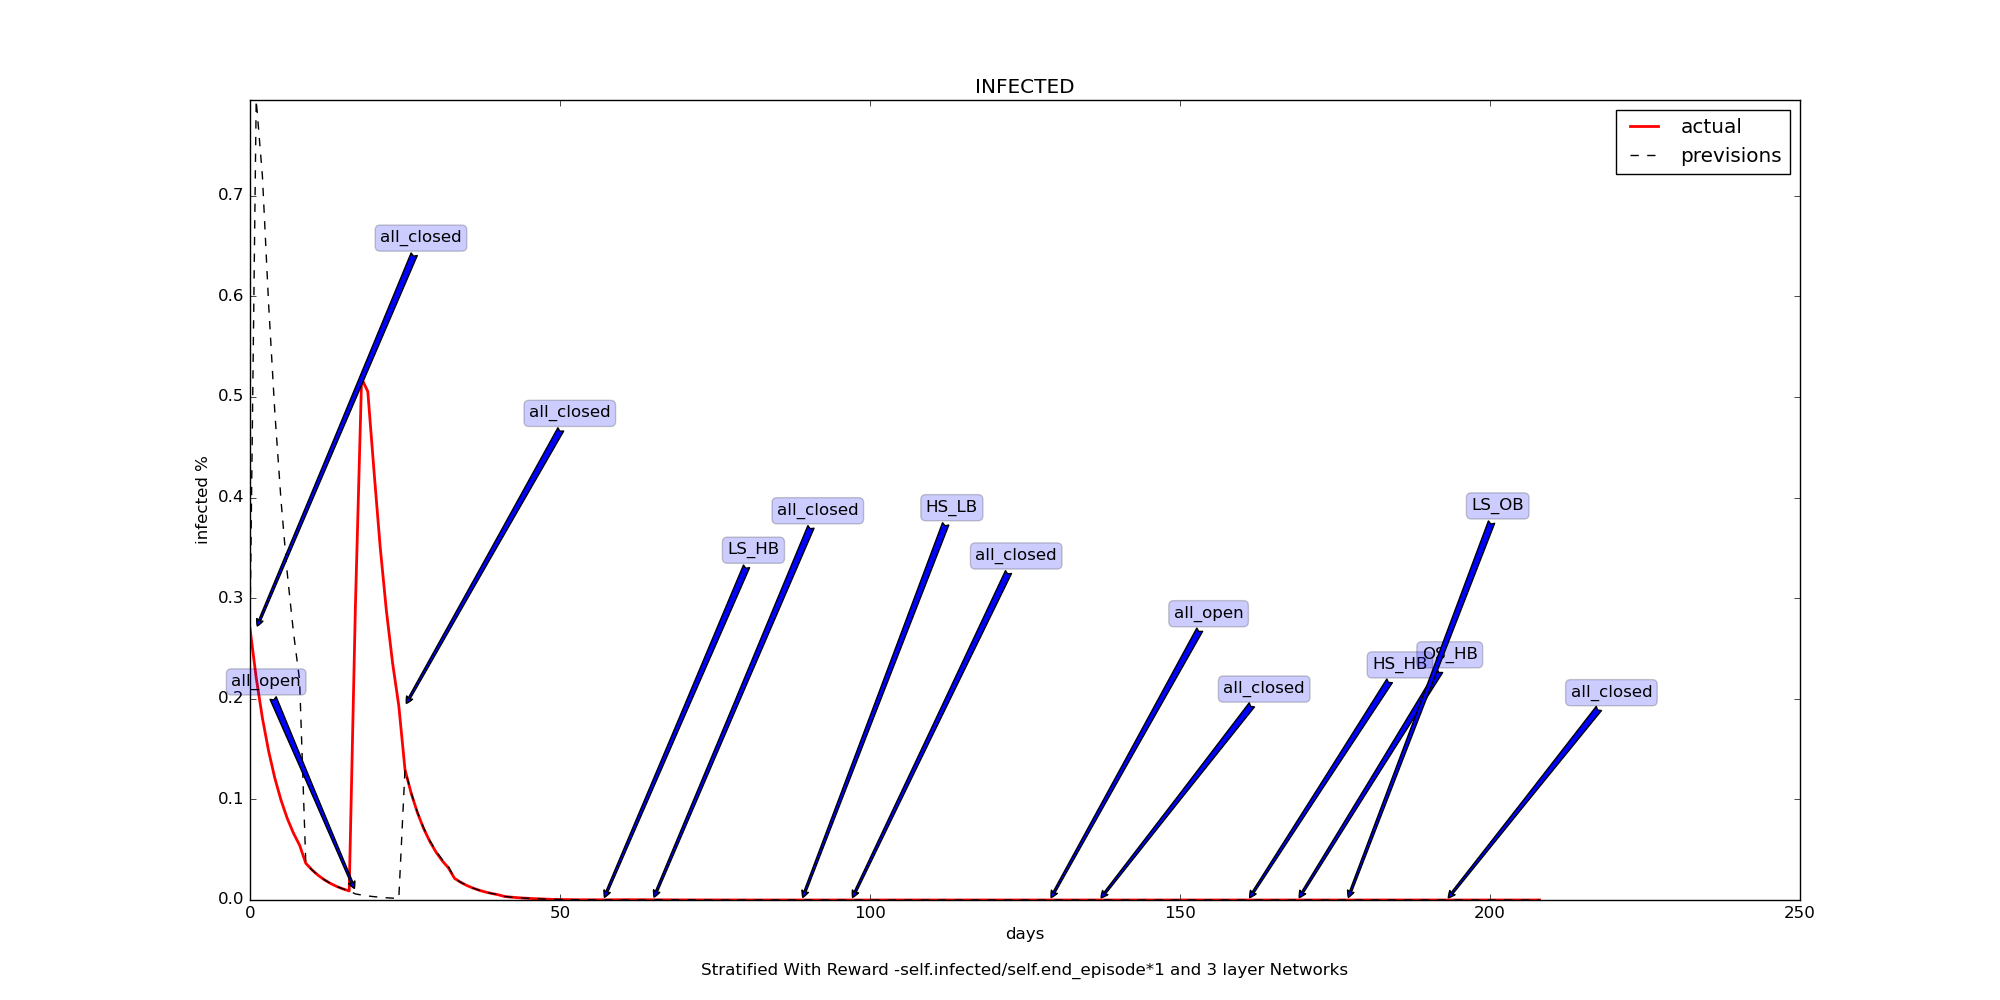 INFECTED
actual
previsions
infected %
0.7
0.6
0.5
0.4
0.3
0.2
0.1
0.0
all_closed
all_open
all_closed
LS_HB
all_closed
HS_LB
all_closed
all_open
all_closed
HS_HB
OS_HB
LS_OB
all_closed
0
50
100
150
200
250
days
Stratified With Reward -self.infected/self.end_episode*1 and 3 layer Networks